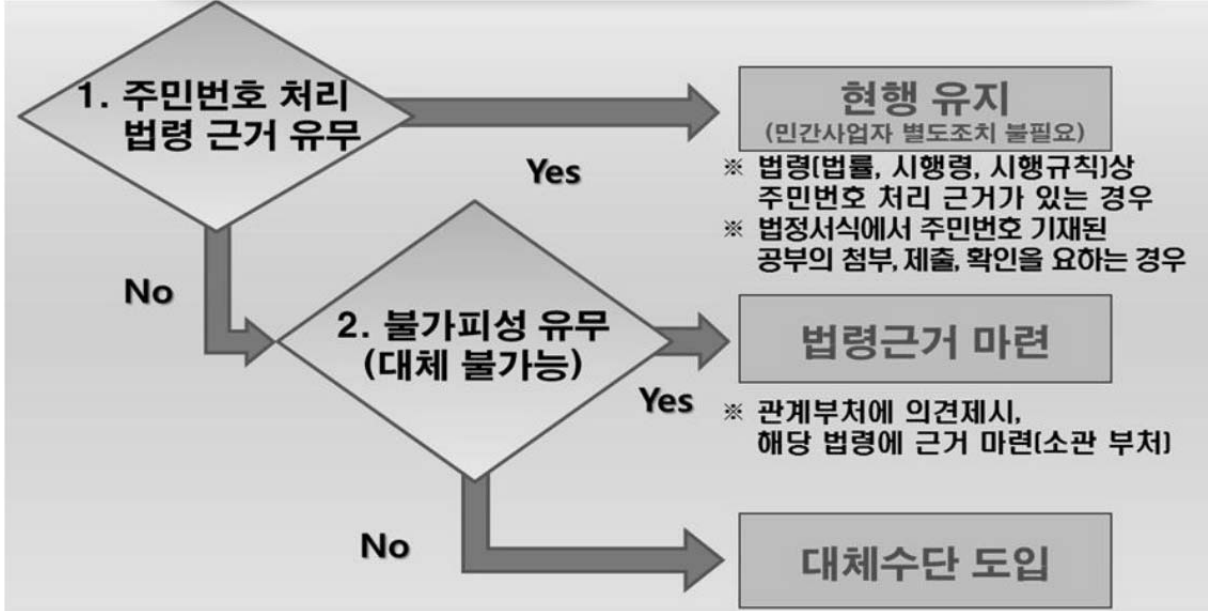 1. 주민번호 처리
법령 근거 유무
Yes
현행 유지
(민간사업자 별도조치 불필요)
※ 법령(법률, 시행령, 시행규칙)상
주민번호 처리 근거가 있는 경우
※ 법정서식에서 주민번호 기재된
공부의 첨부, 제출, 확인을 요하는 경우
No
2. 불가피성 유무
(대체 불가능)
Yes
법령근거 마련
※ 관계부처에 의견제시,
해당 법령에 근거 마련(소관 부처)
No
대체수단 도입